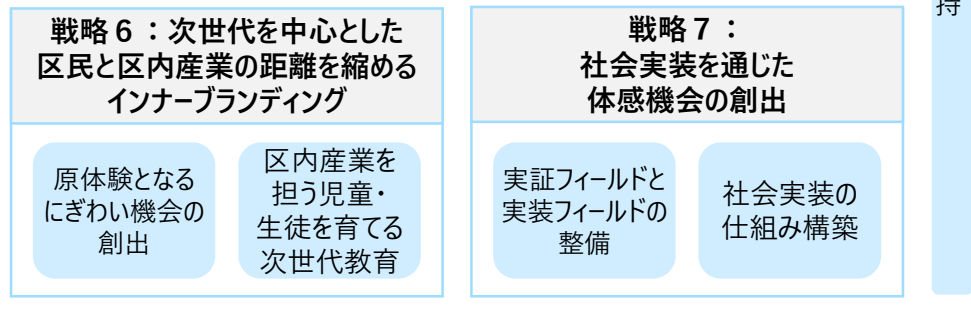 戦略６：次世代を中心とした
区民と区内産業の距離を縮める
インナーブランディング
原体験となる
にぎわい機会の
創出
区内産業を
担う児童・
生徒を育てる
次世代教育
戦略７：
社会実装を通じた
体感機会の創出
実証フィールドと
実装フィールドの
整備
社会実装の
仕組み構築
持